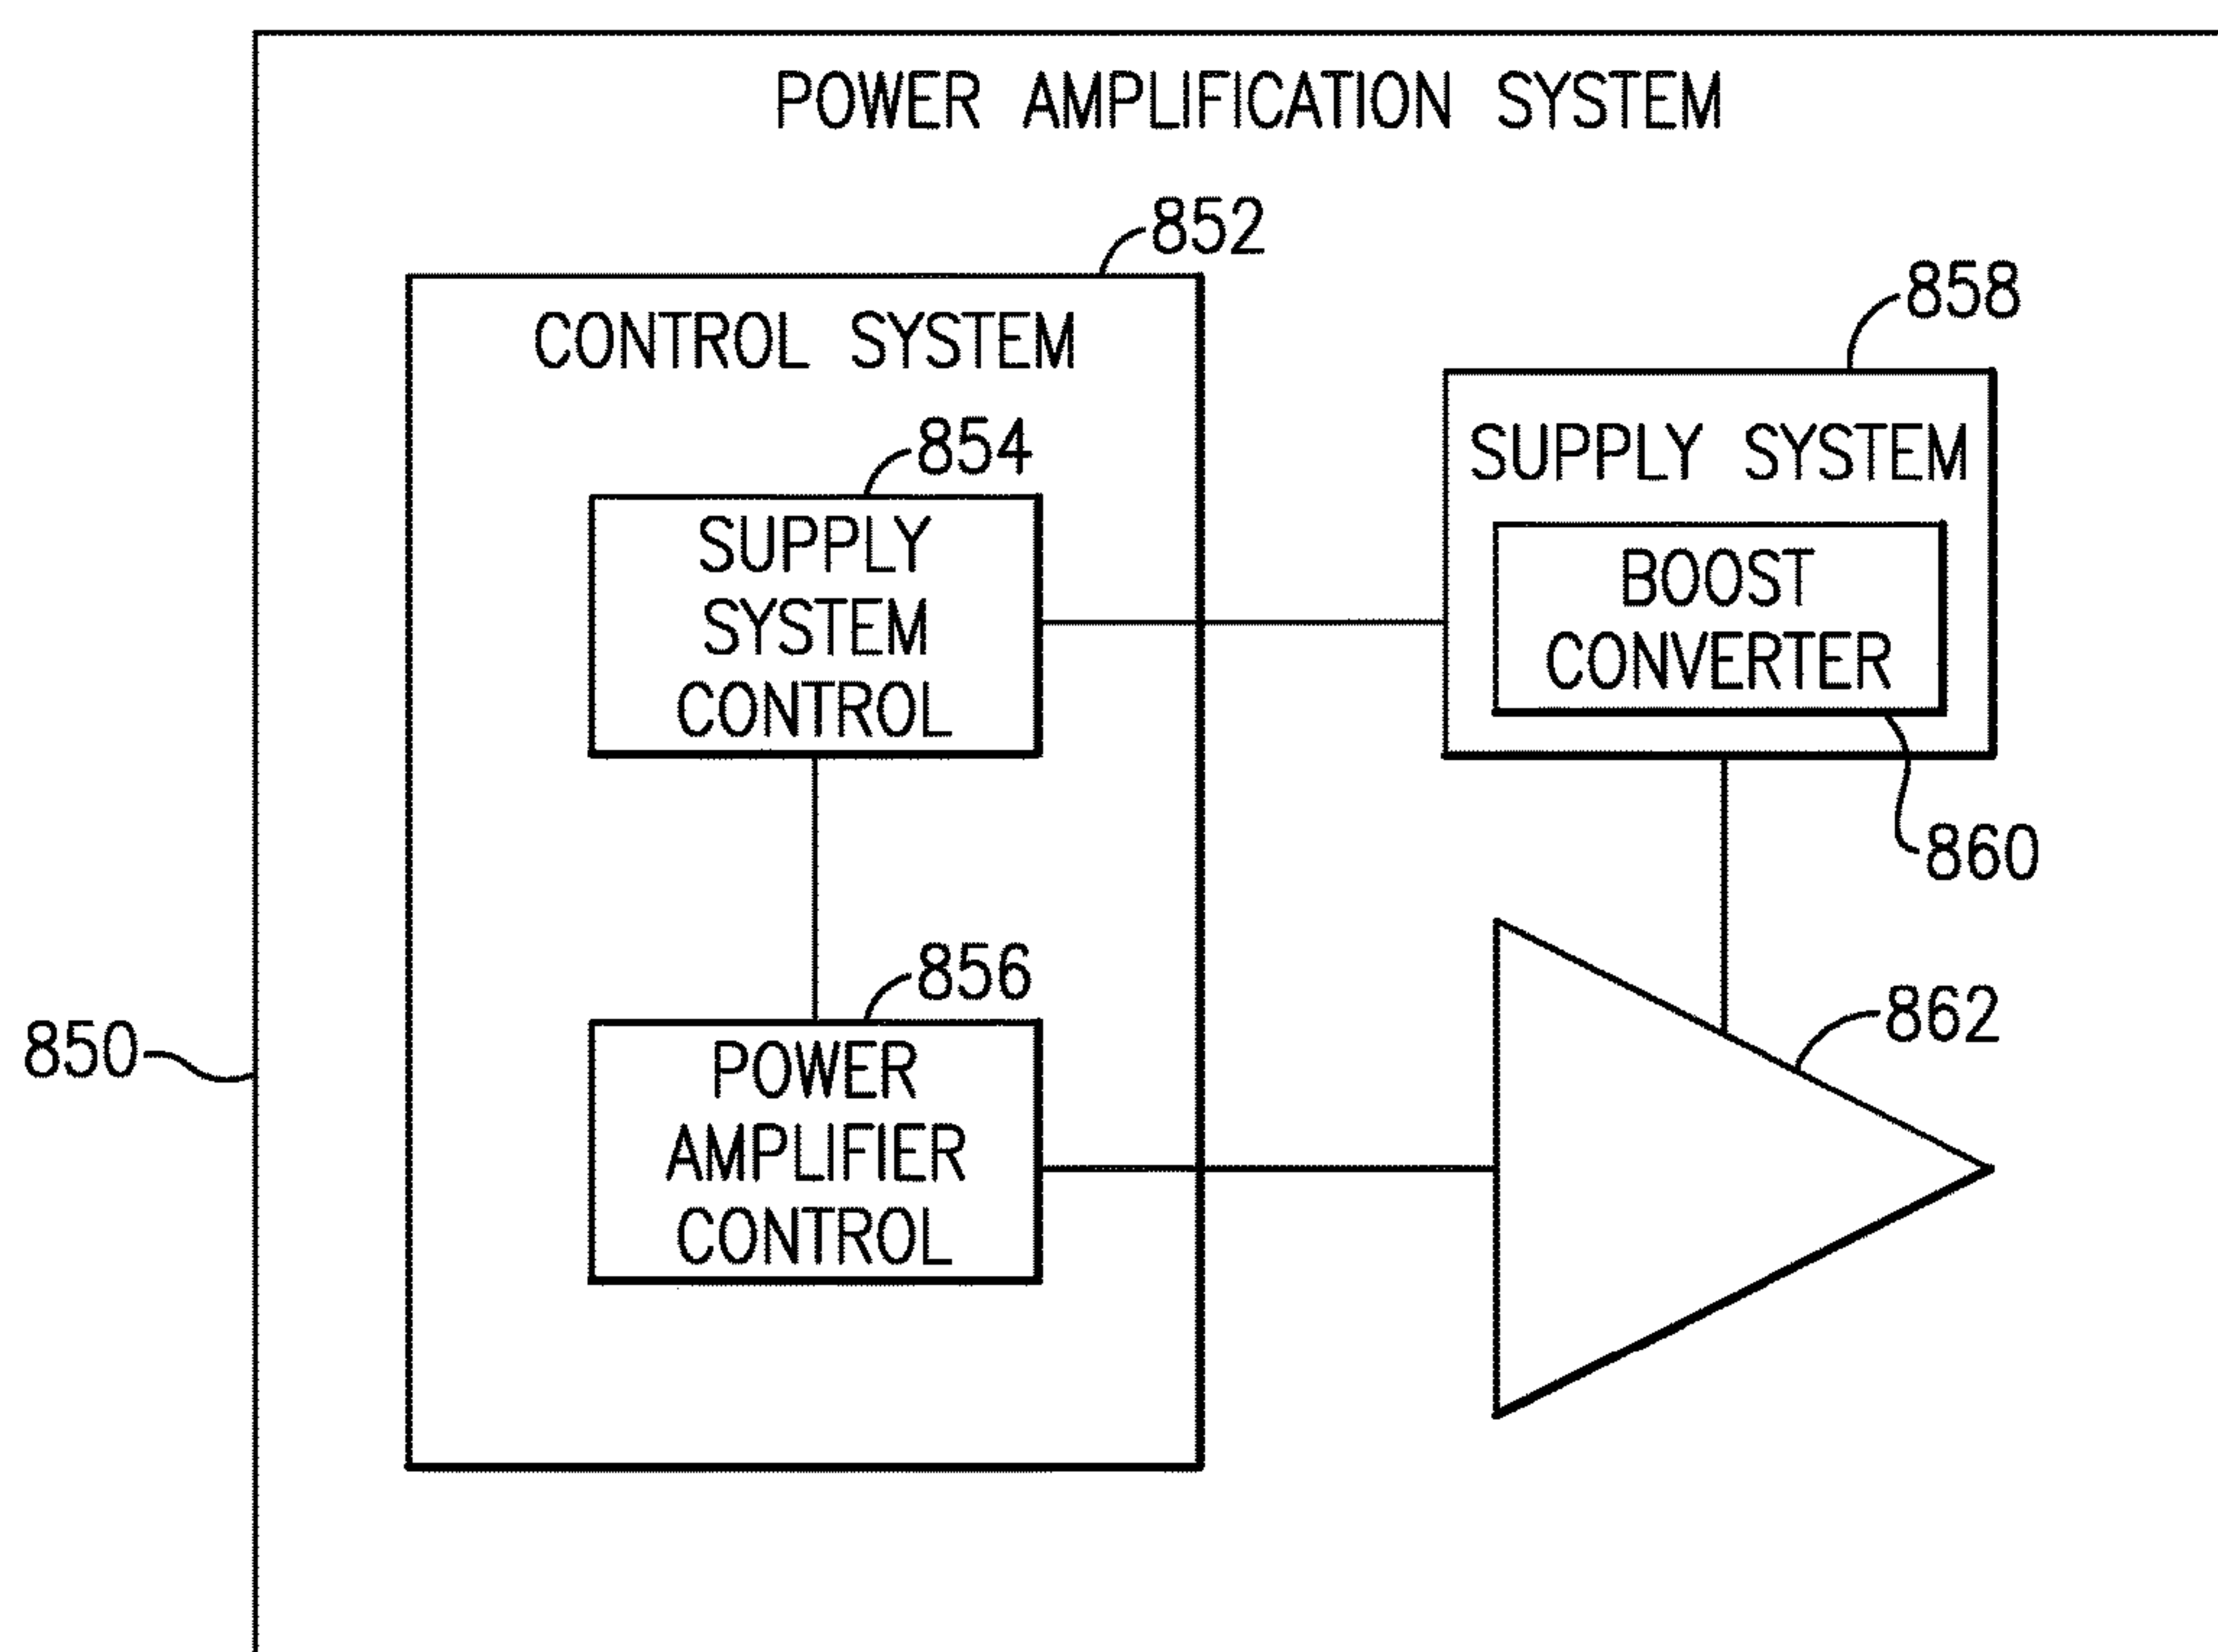 POWER AMPLIFICATION SYSTEM
852
CONTROL SYSTEM
858
854
SUPPLY SYSTEM
SUPPLY
SYSTEM
CONTROL
BOOST
CONVERTER
860
856
862
850
POWER
AMPLIFIER
CONTROL